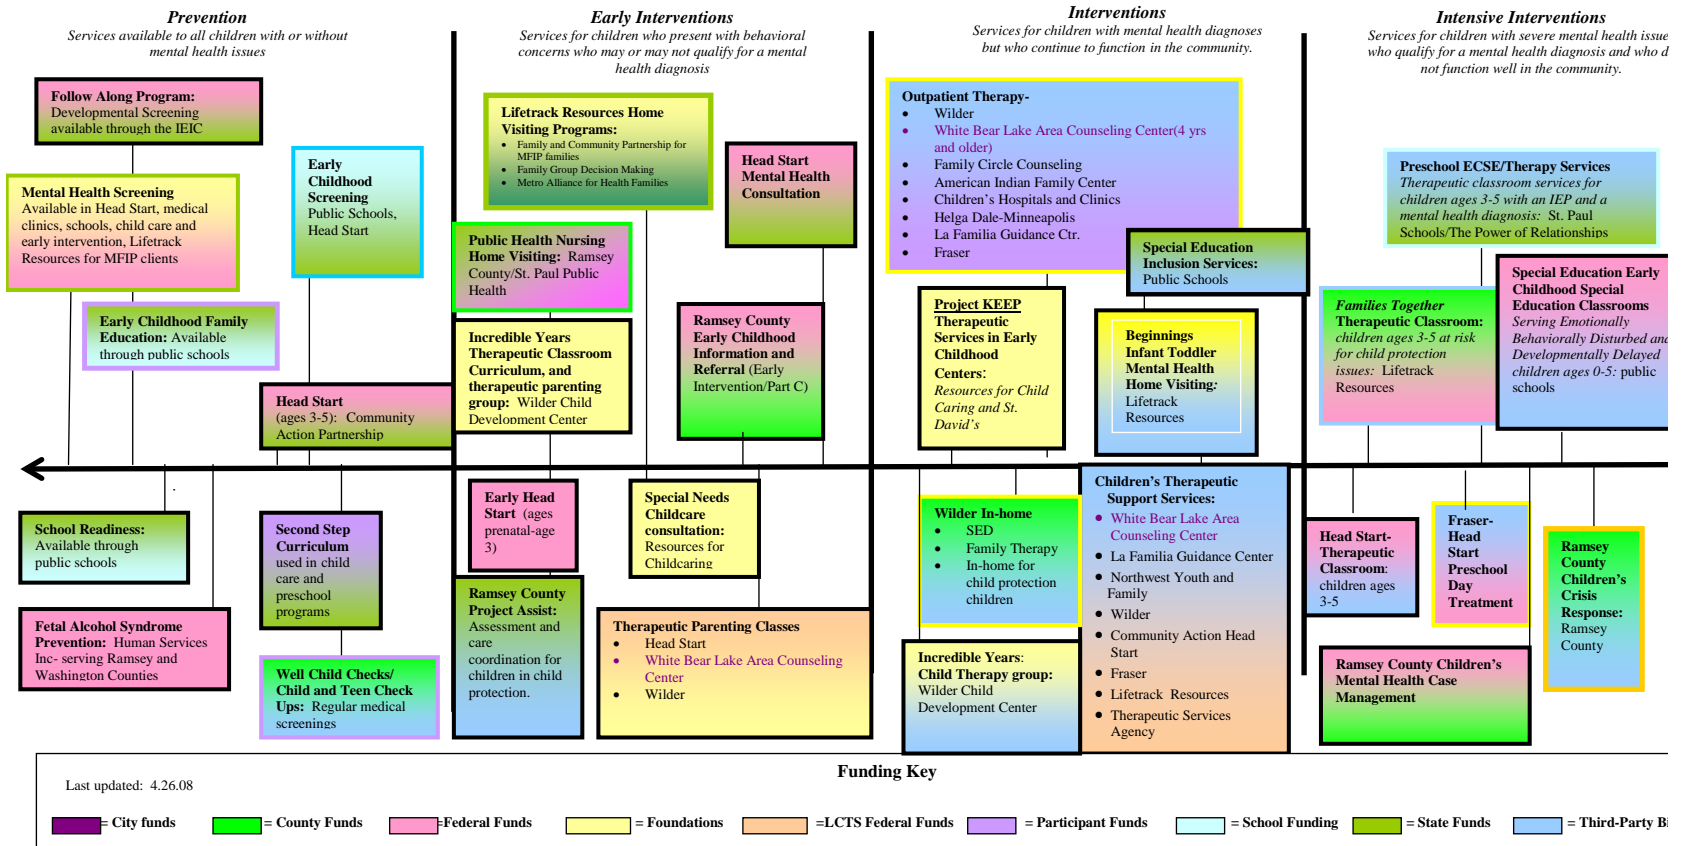 Prevention
Services available to all children with or without
mental health issues
Early Interventions
Services for children who present with behavioral
concerns who may or may not qualify for a mental
health diagnosis
Interventions
Services for children with mental health diagnoses
but who continue to function in the community.
Intensive Interventions
Services for children with severe mental health issue
who qualify for a mental health diagnosis and who d
not function well in the community.
Follow Along Program:
Developmental Screening
available through the IEIC
Mental Health Screening
Available in Head Start, medical
clinics, schools, child care and
early intervention, Lifetrack
Resources for MFIP clients
Early
Childhood
Screening
Public Schools,
Head Start
Early Childhood Family
Education: Available
through public schools
Head Start
(ages 3-5): Community
Action Partnership
School Readiness:
Available through
public schools
Second Step
Curriculum
used in child
care and
preschool
programs
Fetal Alcohol Syndrome
Prevention: Human Services
Inc- serving Ramsey and
Washington Counties
Well Child Checks/
Child and Teen Check
Ups: Regular medical
screenings
Lifetrack Resources Home
Visiting Programs:
• Family and Community Partnership for
MFIP families
• Family Group Decision Making
• Metro Alliance for Health Families
Head Start
Mental Health
Consultation
Public Health Nursing
Home Visiting: Ramsey
County/St. Paul Public
Health
Incredible Years
Therapeutic Classroom
Curriculum, and
therapeutic parenting
group: Wilder Child
Development Center
Ramsey County
Early Childhood
Information and
Referral (Early
Intervention/Part C)
Early Head
Start (ages
prenatal-age
3)
Special Needs
Childcare
consultation:
Resources for
Childcaring
Ramsey County
Project Assist:
Assessment and
care
coordination for
children in child
protection.
Therapeutic Parenting Classes
• Head Start
• White Bear Lake Area Counseling
Center
• Wilder
Outpatient Therapy-
• Wilder
• White Bear Lake Area Counseling Center(4 yrs
and older)
• Family Circle Counseling
• American Indian Family Center
• Children's Hospitals and Clinics
• Helga Dale-Minneapolis
• La Familia Guidance Ctr.
• Fraser
Special Education
Inclusion Services:
Public Schools
Project KEEP
Therapeutic
Services in Early
Childhood
Centers:
Resources for Child
Caring and St.
David's
Beginnings
Infant Toddler
Mental Health
Home Visiting:
Lifetrack
Resources
Wilder In-home
• SED
• Family Therapy
• In-home for
child protection
children
Incredible Years:
Child Therapy group:
Wilder Child
Development Center
Children's Therapeutic
Support Services:
• White Bear Lake Area
Counseling Center
• La Familia Guidance Center
• Northwest Youth and
Family
• Wilder
• Community Action Head
Start
• Fraser
• Lifetrack Resources
• Therapeutic Services
Agency
Preschool ECSE/Therapy Services
Therapeutic classroom services for
children ages 3-5 with an IEP and a
mental health diagnosis: St. Paul
Schools/The Power of Relationships
Families Together
Therapeutic Classroom:
children ages 3-5 at risk
for child protection
issues: Lifetrack
Resources
Special Education Early
Childhood Special
Education Classrooms
Serving Emotionally
Behaviorally Disturbed and
Developmentally Delayed
children ages 0-5: public
schools
Head Start-
Therapeutic
Classroom:
children ages
3-5
Fraser-
Head
Start
Preschool
Day
Treatment
Ramsey
County
Children's
Crisis
Response:
Ramsey
County
Ramsey County Children's
Mental Health Case
Management
Funding Key
Last updated: 4.26.08
= City funds
= County Funds
=Federal Funds
= Foundations
=LCTS Federal Funds
= Participant Funds
= School Funding
= State Funds
= Third-Party Bi